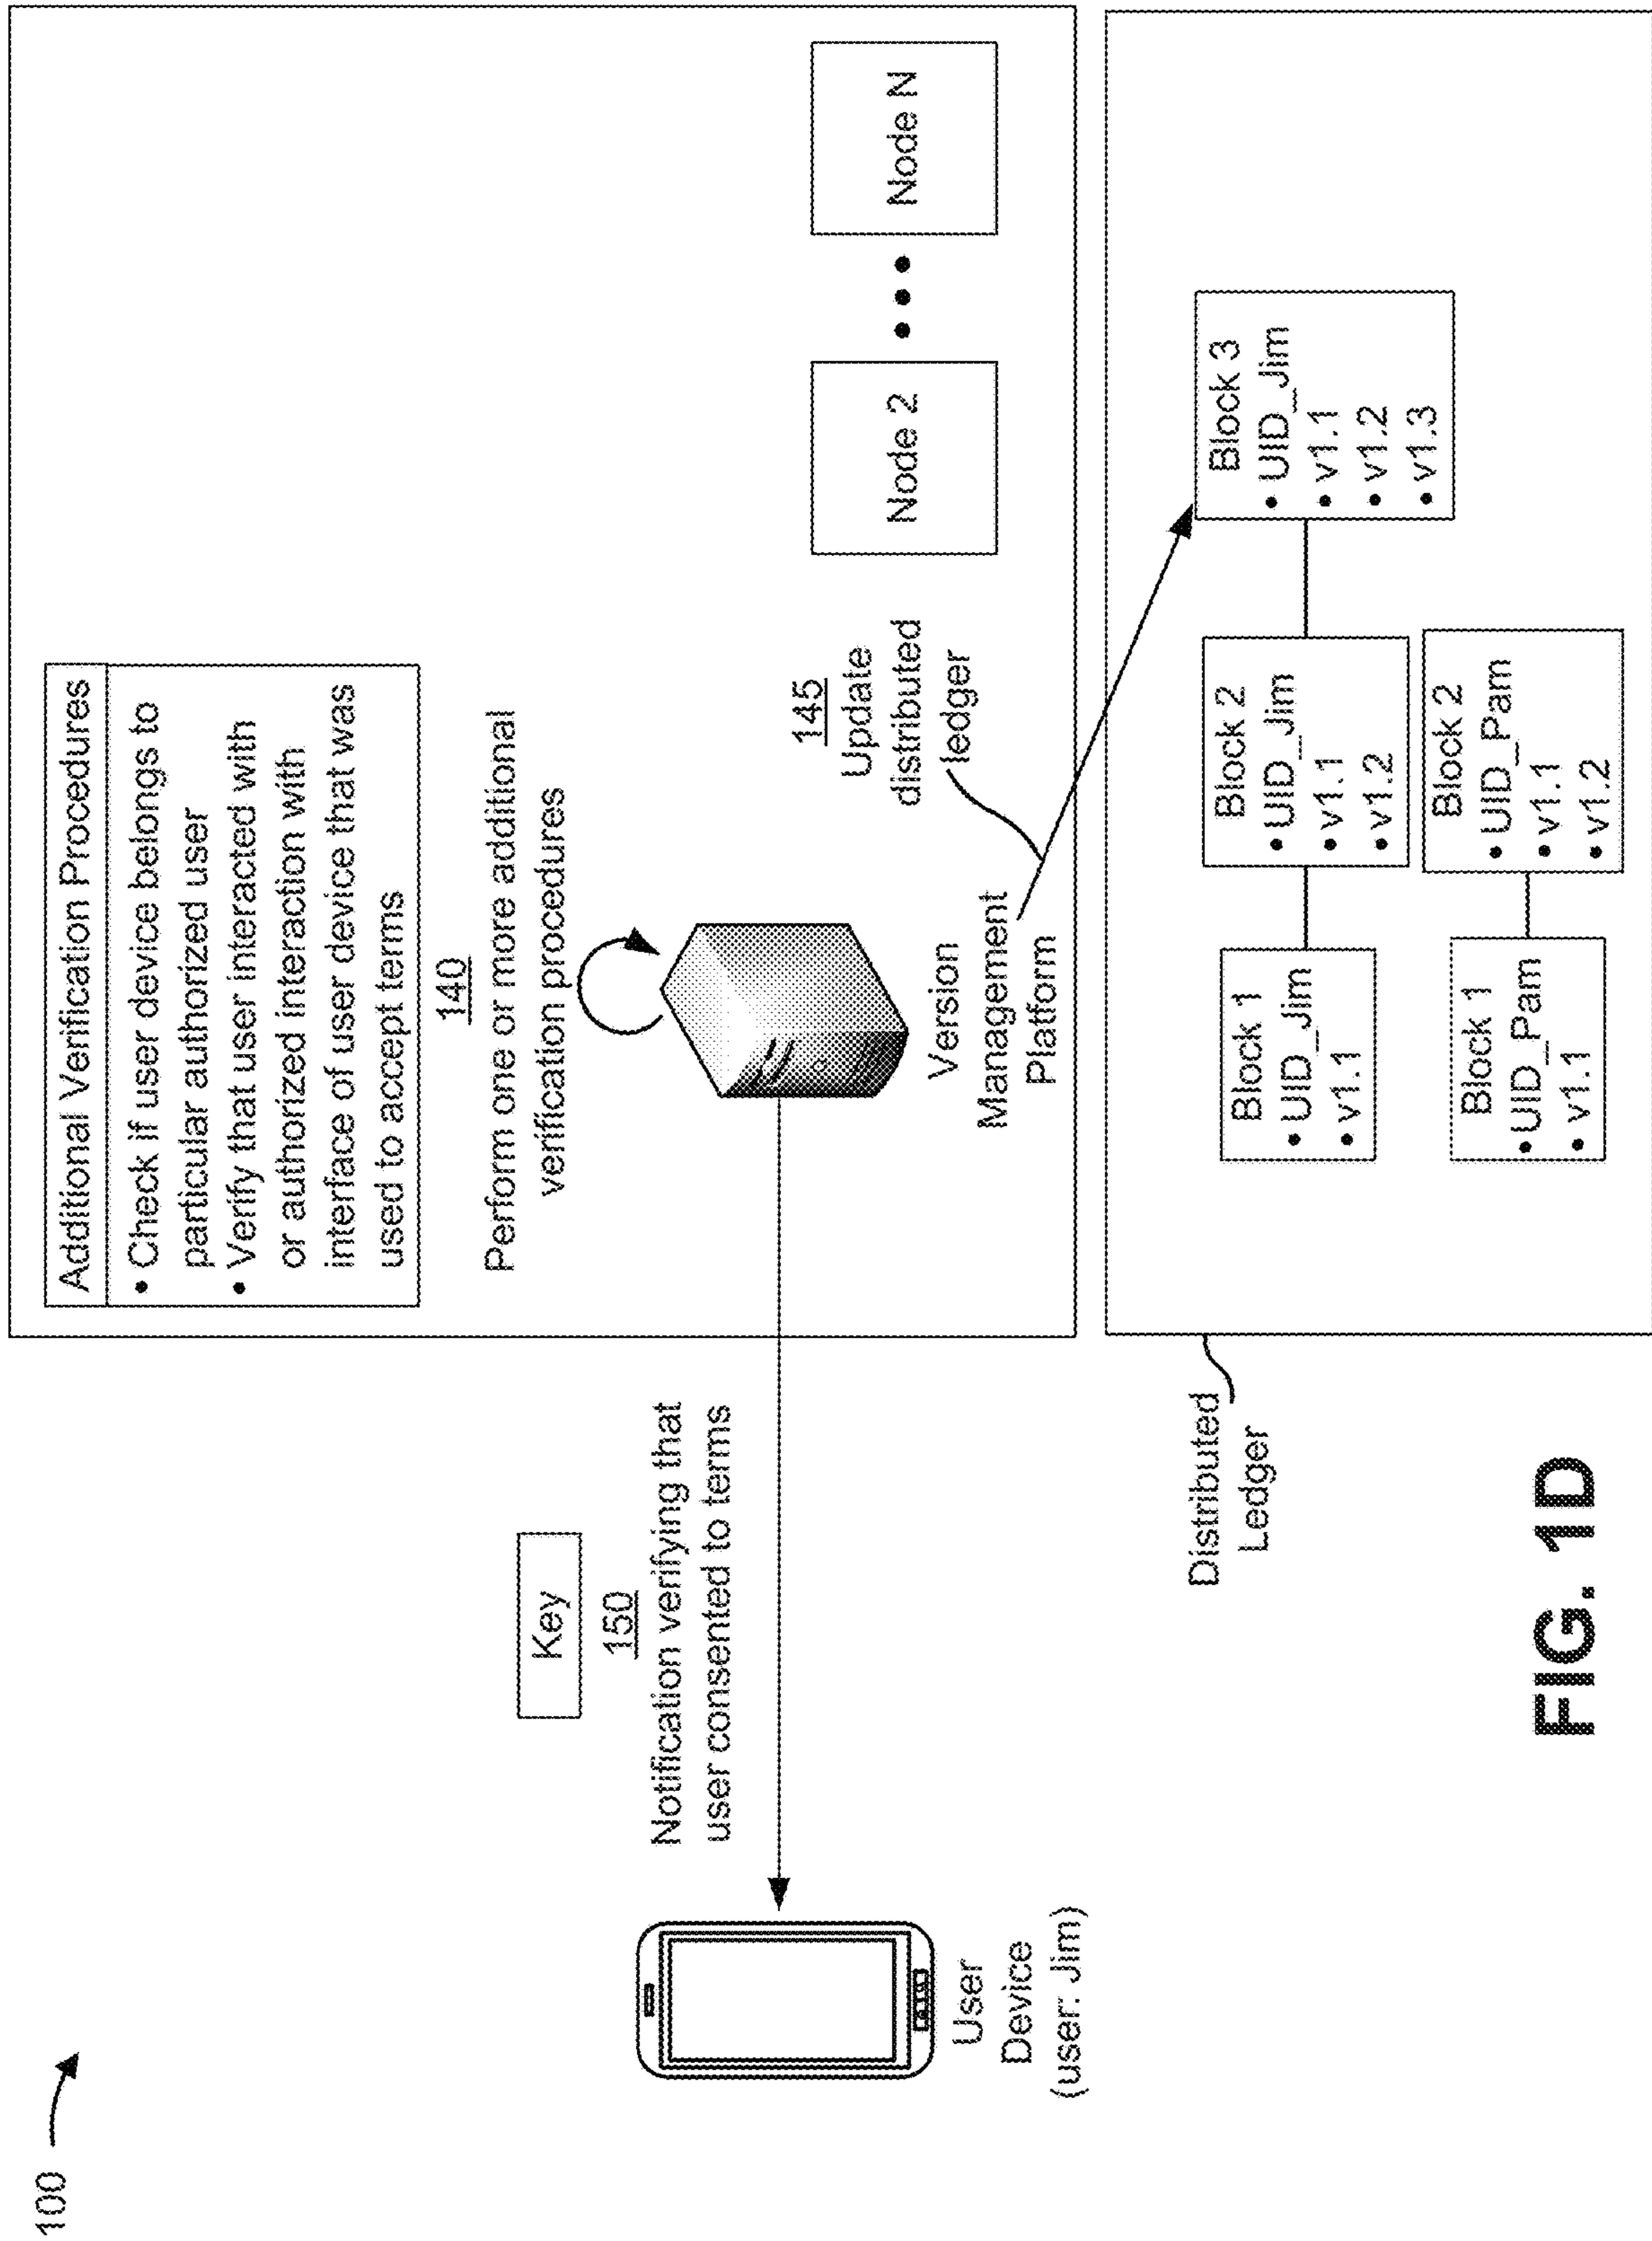 100
Additional Verification Procedures
• Check if user device belongs to
particular authorized user
• Verify that user interacted with
or authorized interaction with
interface of user device that was
used to accept terms
140
Perform one or more additional
verification procedures
Key
150
Notification verifying that
user consented to terms
User
Device
(user: Jim)
Version
Management
Platform
145
Update
distributed
ledger
Node 2
Node N
Distributed
Ledger
Block 1
• UID_Jim
• v1.1
Block 2
• UID_Jim
• v1.1
• v1.2
Block 3
• UID_Jim
• v1.1
• v1.2
• v1.3
Block 1
• UID_Pam
• v1.1
Block 2
• UID_Pam
• v1.1
• v1.2
FIG. 1D